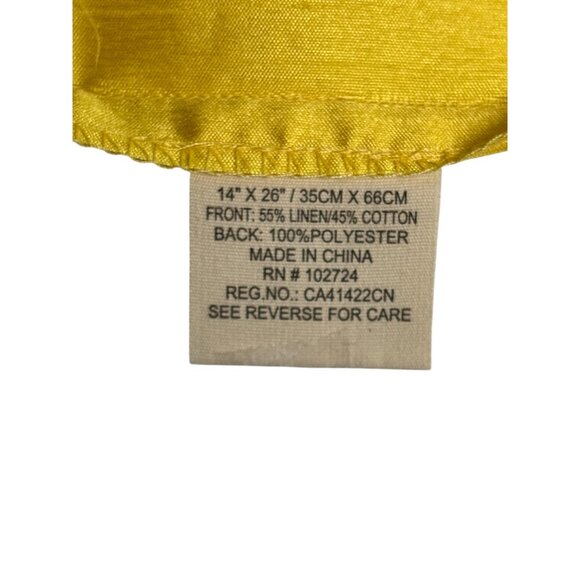 14" X 26" / 35CM X 66CM
FRONT: 55% LINEN/45% COTTON
BACK: 100%POLYESTER
MADE IN CHINA
RN # 102724
REG.NO.: CA41422CN
SEE REVERSE FOR CARE